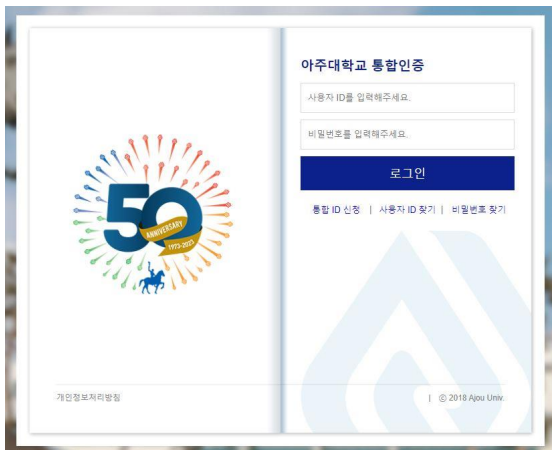 50
ANNIVERSARY
1973-2023
개인정보처리방침
아주대학교 통합인증
사용자 ID를 입력해주세요.
비밀번호를 입력해주세요.
로그인
통합 ID 신청 | 사용자 ID 찾기 | 비밀번호 찾기
| © 2018 Ajou Univ.